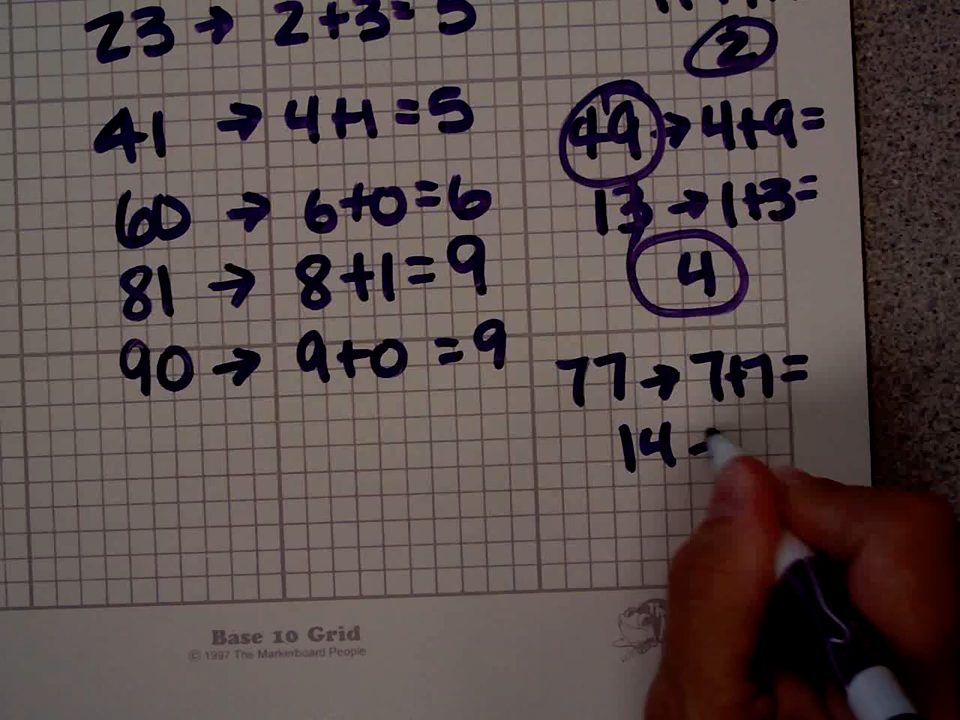 23 → 2+3=5
41 → 4+1=5
60 → 6+0=6
81 → 8+1=9
90 → 9+0=9
2
49 → 4+9=
13 → 1+3=
4
77 → 7+7=
14
Base 10 Grid
© 1997 The Markerboard People